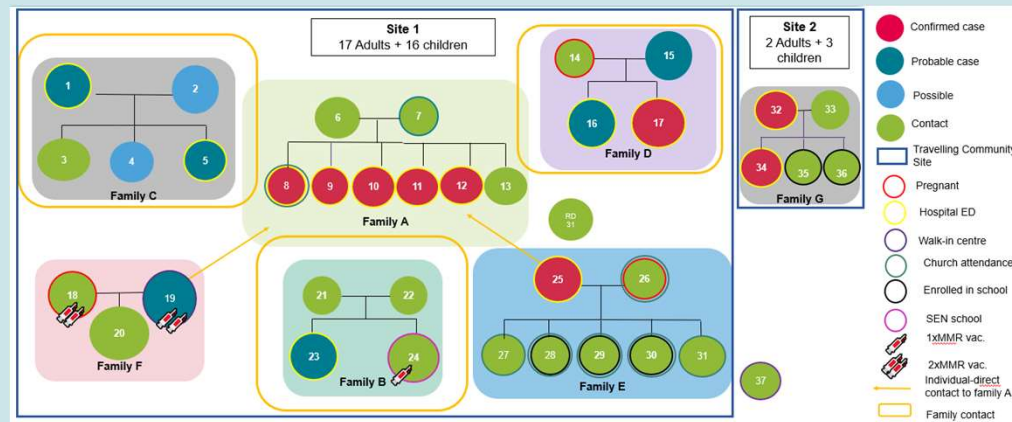 Site 1
17 Adults + 16 children
Site 2
2 Adults + 3
children
1
2
3
4
5
Family C
6
7
8
9
10
11
12
13
Family A
14
15
16
17
Family D
32
33
34
35
36
Family G
RD
31
18
19
20
Family F
21
22
23
24
Family B
25
26
27
28
29
30
31
Family E
37
Confirmed case
Probable case
Possible
Contact
Travelling Community
Site
Pregnant
Hospital ED
Walk-in centre
Church attendance
Enrolled in school
SEN school
1xMMR vac.
2xMMR vac.
Individual-direct
contact to family A
Family contact